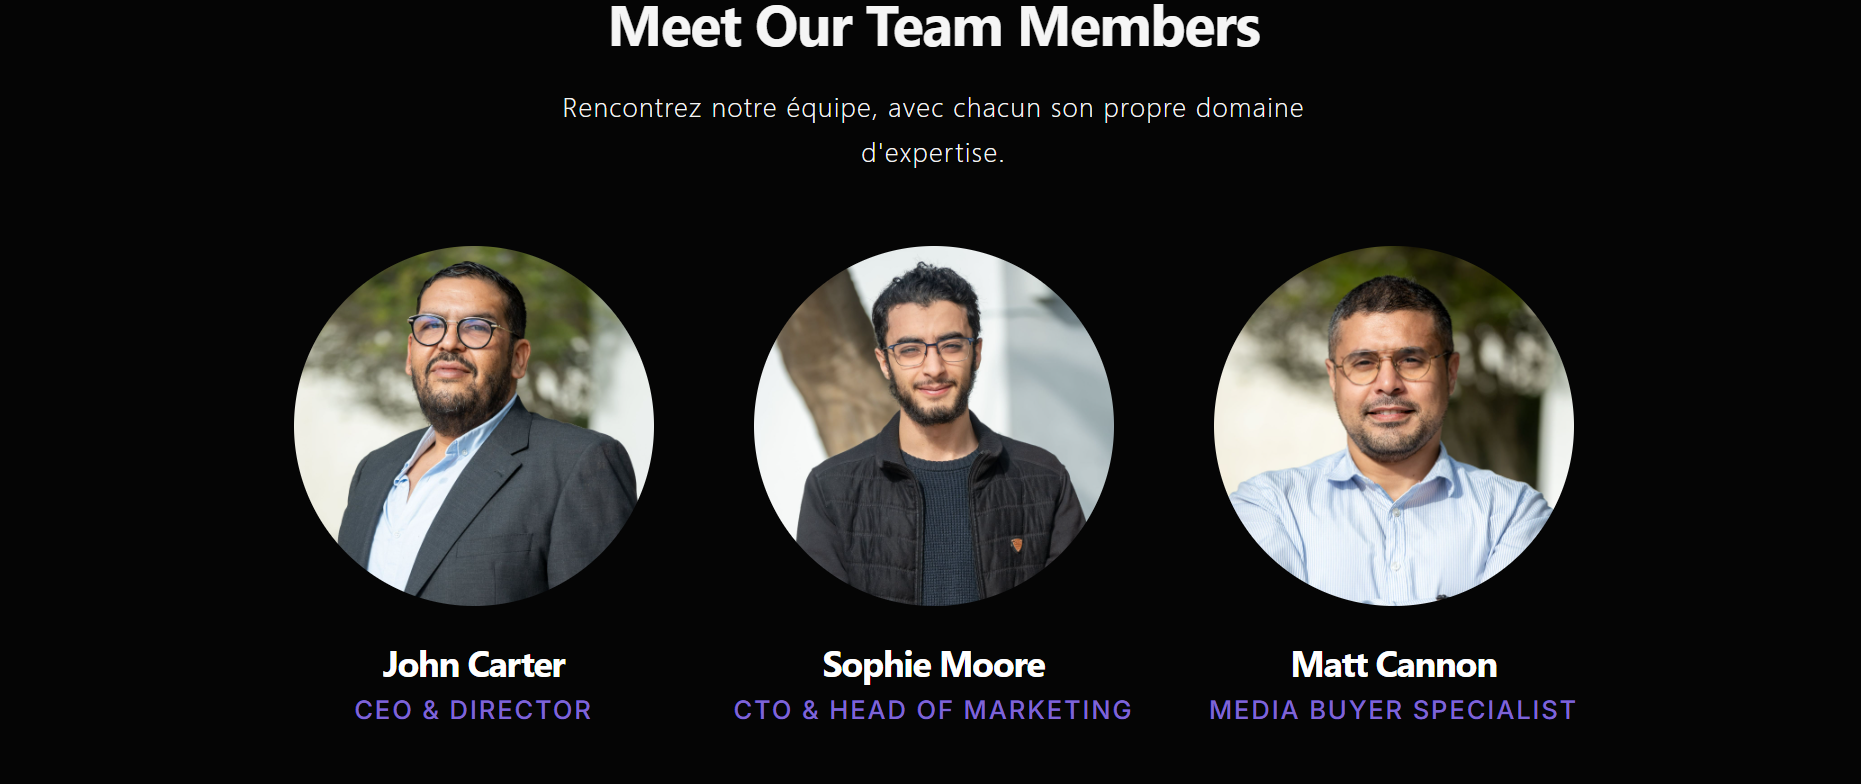 Meet Our Team Members
Rencontrez notre équipe, avec chacun son propre domaine
d'expertise.
John Carter
CEO & DIRECTOR
Sophie Moore
CTO & HEAD OF MARKETING
Matt Cannon
MEDIA BUYER SPECIALIST